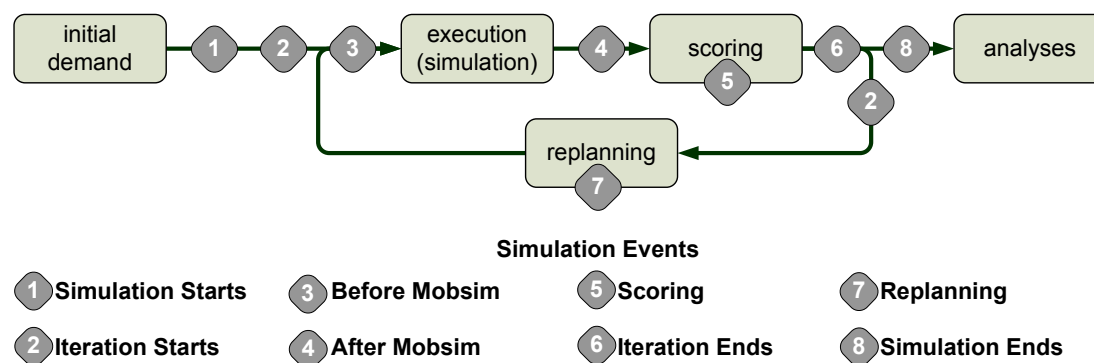 initial
demand
1
2
3
execution
(simulation)
4
scoring
5
6
8
analyses
2
replanning
7
Simulation Events
1 Simulation Starts
3 Before Mobsim
5 Scoring
7 Replanning
2 Iteration Starts
4 After Mobsim
6 Iteration Ends
8 Simulation Ends